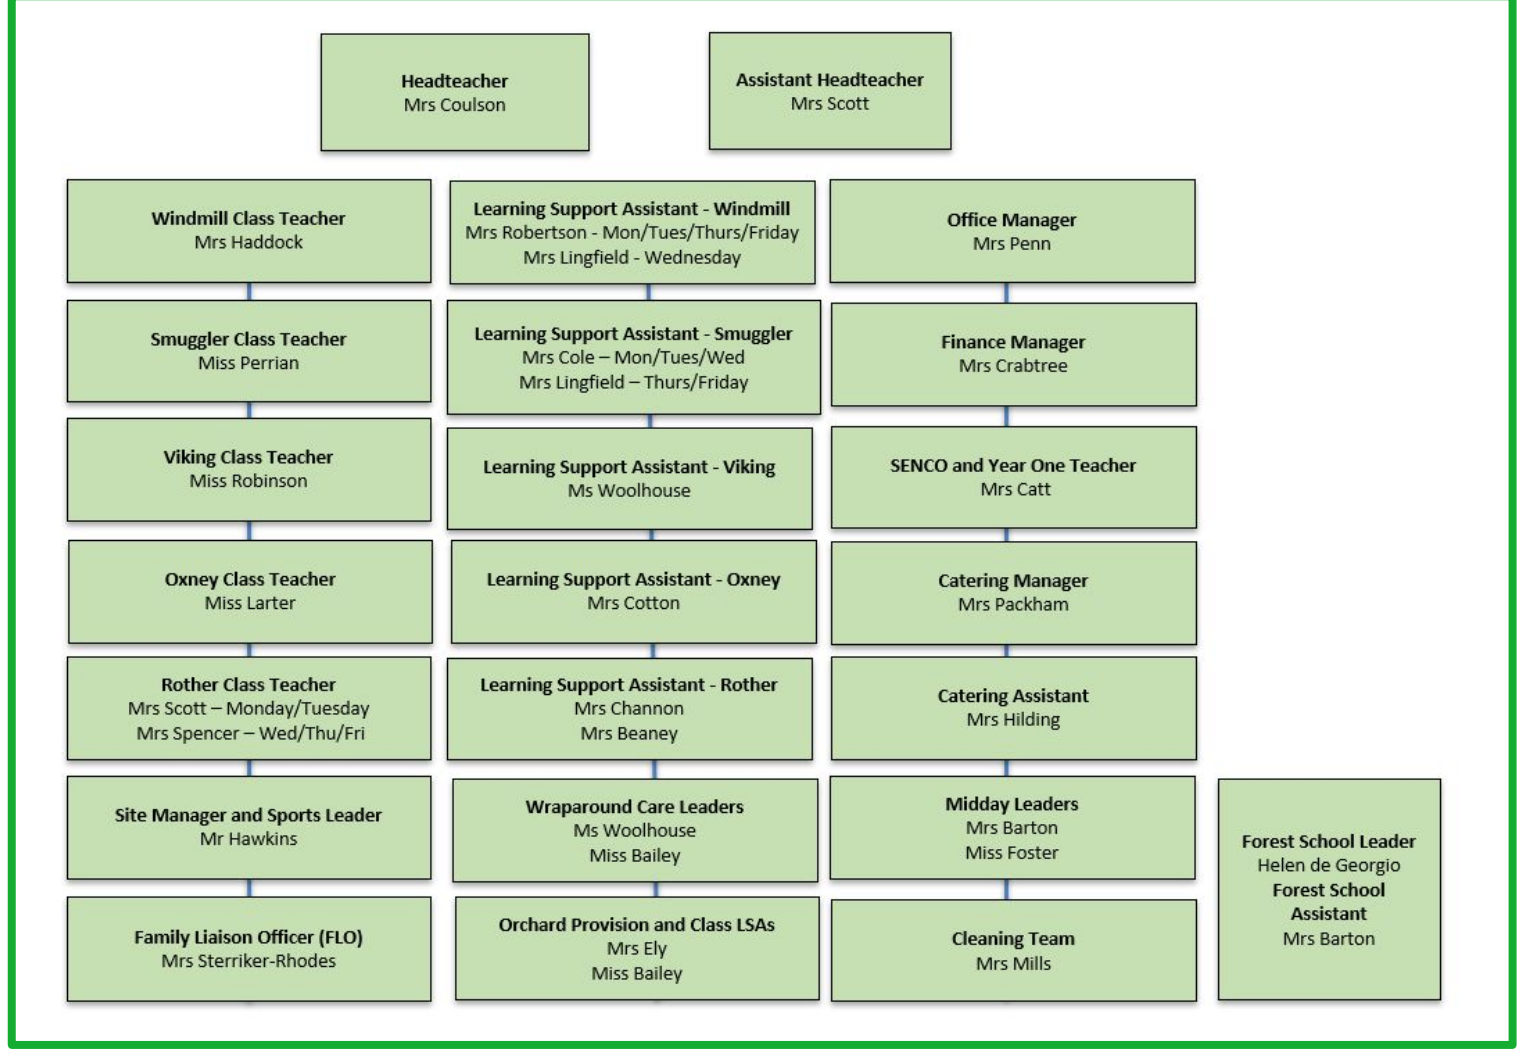 Headteacher
Mrs Coulson
Assistant Headteacher
Mrs Scott
Windmill Class Teacher
Mrs Haddock
Smuggler Class Teacher
Miss Perrian
Viking Class Teacher
Miss Robinson
Oxney Class Teacher
Miss Larter
Rother Class Teacher
Mrs Scott – Monday/Tuesday
Mrs Spencer – Wed/Thu/Fri
Site Manager and Sports Leader
Mr Hawkins
Family Liaison Officer (FLO)
Mrs Sterriker-Rhodes
Learning Support Assistant - Windmill
Mrs Robertson - Mon/Tues/Thurs/Friday
Mrs Lingfield - Wednesday
Learning Support Assistant - Smuggler
Mrs Cole – Mon/Tues/Wed
Mrs Lingfield – Thurs/Friday
Learning Support Assistant - Viking
Ms Woolhouse
Learning Support Assistant - Oxney
Mrs Cotton
Learning Support Assistant - Rother
Mrs Channon
Mrs Beaney
Wraparound Care Leaders
Ms Woolhouse
Miss Bailey
Orchard Provision and Class LSAs
Mrs Ely
Miss Bailey
Office Manager
Mrs Penn
Finance Manager
Mrs Crabtree
SENCO and Year One Teacher
Mrs Catt
Catering Manager
Mrs Packham
Catering Assistant
Mrs Hilding
Midday Leaders
Mrs Barton
Miss Foster
Cleaning Team
Mrs Mills
Forest School Leader
Helen de Georgio
Forest School
Assistant
Mrs Barton